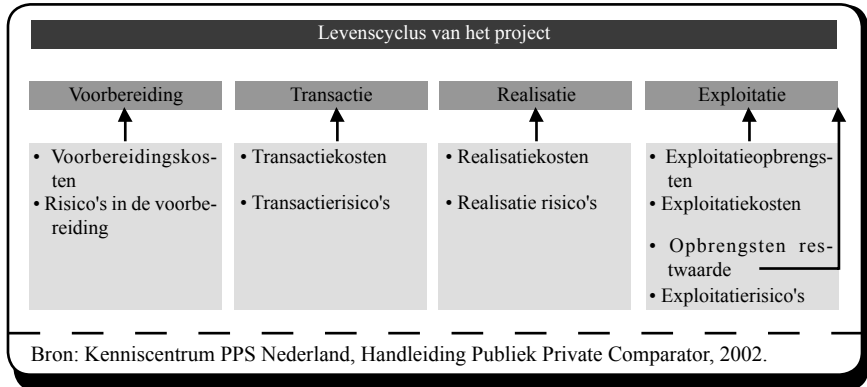 Levenscyclus van het project
Voorbereiding
• Voorbereidingskos-
ten
• Risico's in de voorbe-
reiding
Transactie
• Transactiekosten
• Transactierisico's
Realisatie
• Realisatiekosten
• Realisatie risico's
Exploitatie
• Exploitatieopbrengs-
ten
• Exploitatiekosten
• Opbrengsten res-
twaarde
• Exploitatierisico's
Bron: Kenniscentrum PPS Nederland, Handleiding Publiek Private Comparator, 2002.